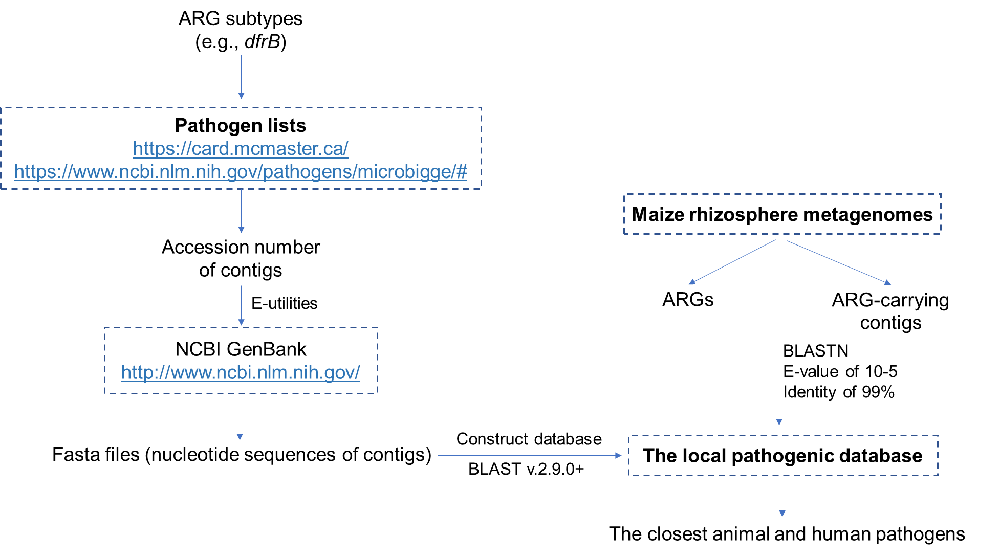 ARG subtypes
(e.g., dfrB)
Pathogen lists
https://card.mcmaster.ca/
https://www.ncbi.nlm.nih.gov/pathogens/microbigge/#
Accession number
of contigs
E-utilities
NCBI GenBank
http://www.ncbi.nlm.nih.gov/
Fasta files (nucleotide sequences of contigs)
Construct database
BLAST v.2.9.0+
Maize rhizosphere metagenomes
ARGs
ARG-carrying
contigs
BLASTN
E-value of 10-5
Identity of 99%
The local pathogenic database
The closest animal and human pathogens